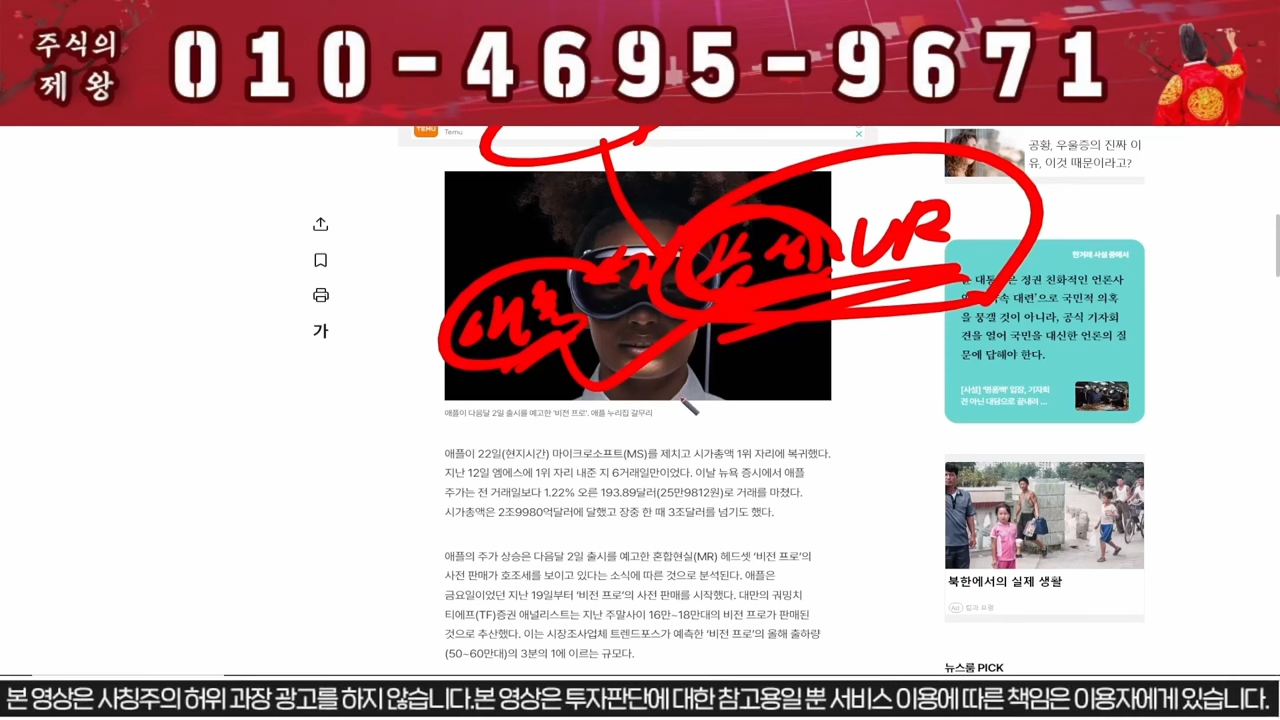 주식의
제 왕
010-4695-9671
TEMU
Temu
공황, 우울증의 진짜 이
유, 이것 때문이라고?
애플
UP
가
한겨레 사설 중에서
대통 은 정권 친화적인 언론사
속 대련'으로 국민적 의혹
을 뭉갤 것이 아니라, 공식 기자회
견을 열어 국민을 대신한 언론의 질
문에 답해야 한다.
[사설] '명품백' 입장, 기자회
견 아닌 대담으로 끝내려 ...
애플이 다음달 2일 출시를 예고한 '비전 프로'. 애플 누리집 갈무리
애플이 22일(현지시간) 마이크로소프트(MS)를 제치고 시가총액 1위 자리에 복귀했다.
지난 12일 엠에스에 1위 자리 내준 지 6거래일만이었다. 이날 뉴욕 증시에서 애플
주가는 전 거래일보다 1.22% 오른 193.89달러(25만9812원)로 거래를 마쳤다.
시가총액은 2조9980억달러에 달했고 장중 한 때 3조달러를 넘기도 했다.
애플의 주가 상승은 다음달 2일 출시를 예고한 혼합현실(MR) 헤드셋 '비전 프로'의
사전 판매가 호조세를 보이고 있다는 소식에 따른 것으로 분석된다. 애플은
금요일이었던 지난 19일부터 '비전 프로'의 사전 판매를 시작했다. 대만의 궈밍치
티에프(TF)증권 애널리스트는 지난 주말사이 16만~18만대의 비전 프로가 판매된
것으로 추산했다. 이는 시장조사업체 트렌드포스가 예측한 '비전 프로'의 올해 출하량
(50~60만대)의 3분의 1에 이르는 규모다.
북한에서의 실제 생활
Ad
뉴스룸 PICK
본 영상은 사칭주의 허위 과장 광고를 하지 않습니다.본 영상은 투자판단에 대한 참고용일 뿐 서비스 이용에 따른 책임은 이용자에게 있습니다.